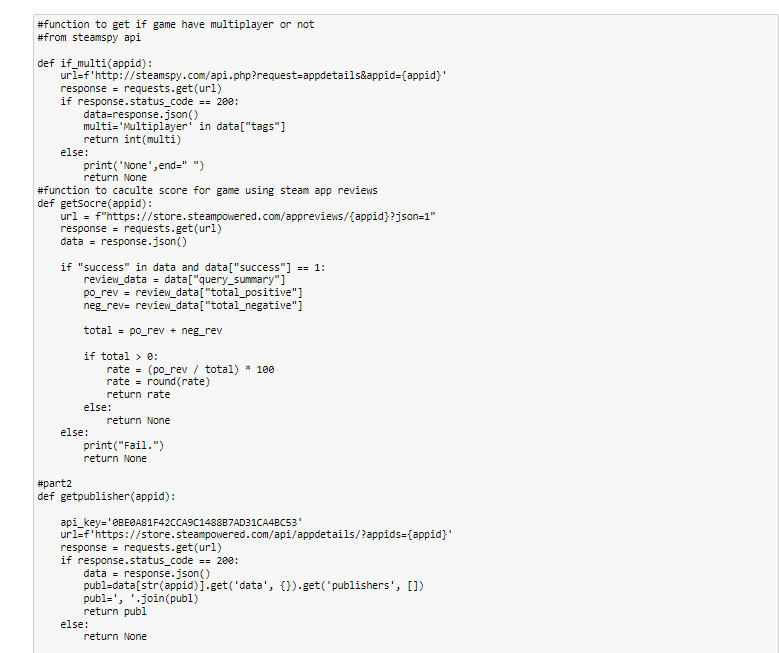 #function to get if game have multiplayer or not
#from steamspy api

def if_multi(appid):
    url=f'http://steamspy.com/api.php?request=appdetails&appid={appid}'
    response = requests.get(url)
    if response.status_code == 200:
        data=response.json()
        multi='Multiplayer' in data["tags"]
        return int(multi)
    else:
        print('None',end=" ")
        return None
#function to caculte score for game using steam app reviews
def getSocre(appid):
    url = f"https://store.steampowered.com/appreviews/{appid}?json=1"
    response = requests.get(url)
    data = response.json()

    if "success" in data and data["success"] == 1:
        review_data = data["query_summary"]
        po_rev = review_data["total_positive"]
        neg_rev= review_data["total_negative"]

        total = po_rev + neg_rev

        if total > 0:
            rate = (po_rev / total) * 100
            rate = round(rate)
            return rate
        else:
            return None
    else:
        print("Fail.")
        return None

#part2
def getpublisher(appid):

    api_key='0BE0A81F42CCA9C1488B7AD31CA4BC53'
    url=f'https://store.steampowered.com/api/appdetails/?appids={appid}'
    response = requests.get(url)
    if response.status_code == 200:
        data = response.json()
        publ=data[str(appid)].get('data', {}).get('publishers', [])
        publ=', '.join(publ)
        return publ
    else:
        return None